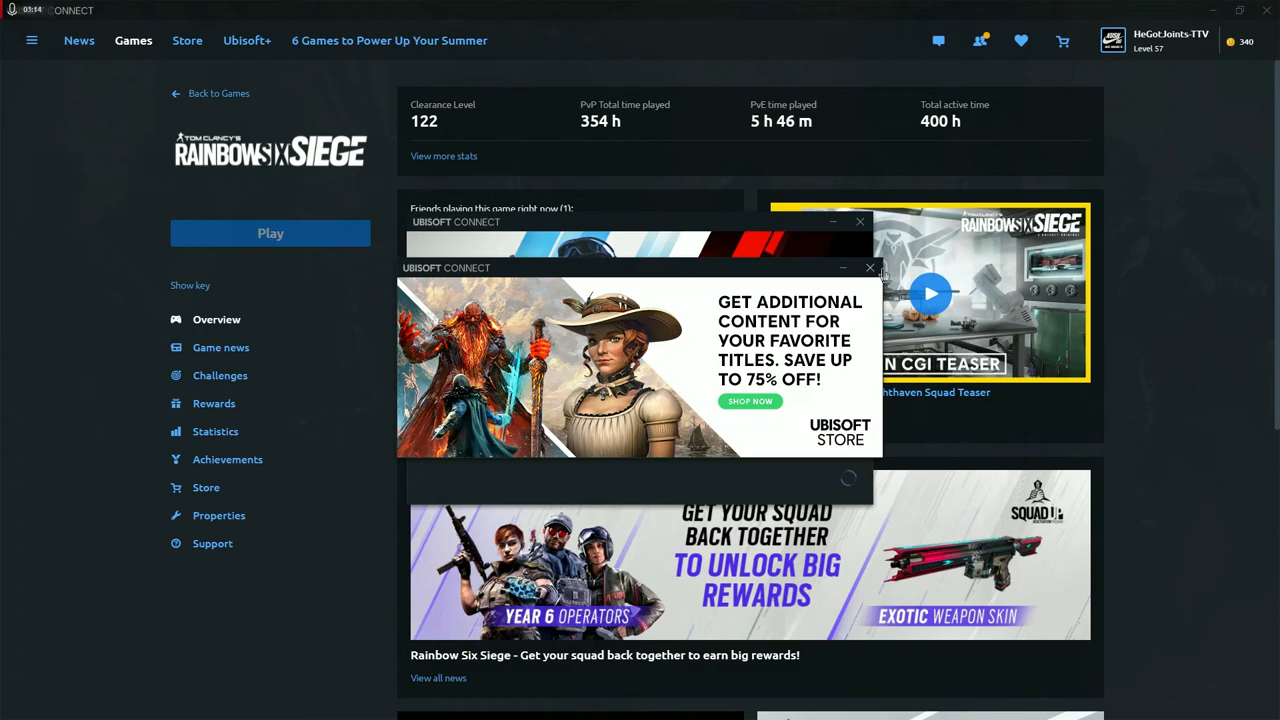 03:14
CONNECT
News
Games
Store
Ubisoft+
6 Games to Power Up Your Summer
HeGotJoints-TTV
Level 57
340
Back to Games
TOM CLANCY'S
RAINBOWSIX SIEGE
Play
Show key
Overview
Game news
Challenges
Rewards
Statistics
Achievements
Store
Properties
Support
Clearance Level
122
PvP Total time played
354 h
PvE time played
5 h 46 m
Total active time
400 h
View more stats
Friends playing this game right now (1):
UBISOFT CONNECT
UBISOFT CONNECT
GET ADDITIONAL
CONTENT FOR
YOUR FAVORITE
TITLES. SAVE UP
TO 75% OFF!
SHOP NOW
UBISOFT
STORE
RAINBOWSIX SIEGE
N CGI TEASER
hthaven Squad Teaser
GET YOUR SQUAD
BACK TOGETHER
TO UNLOCK BIG
REWARDS
YEAR 6 OPERATORS
SQUAD UP
EXOTIC WEAPON SKIN
Rainbow Six Siege - Get your squad back together to earn big rewards!
View all news